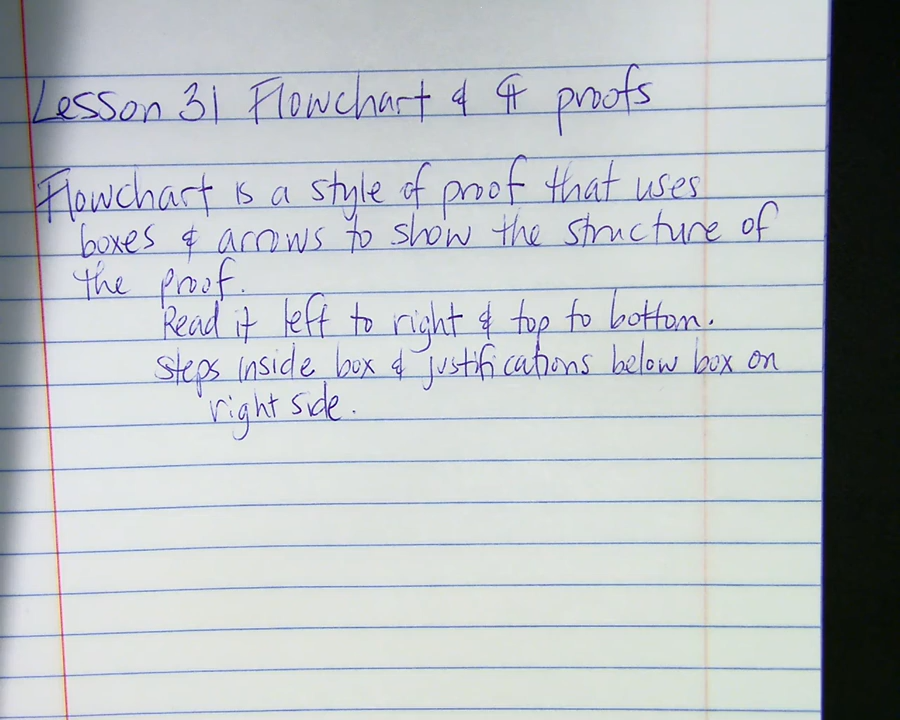 Lesson 31 Flowchart & ¶ proofs
Flowchart is a style of proof that uses
boxes & arrows to show the structure of
the proof.
Read it left to right & top to bottom.
Steps inside box & justifications below box on
right side.